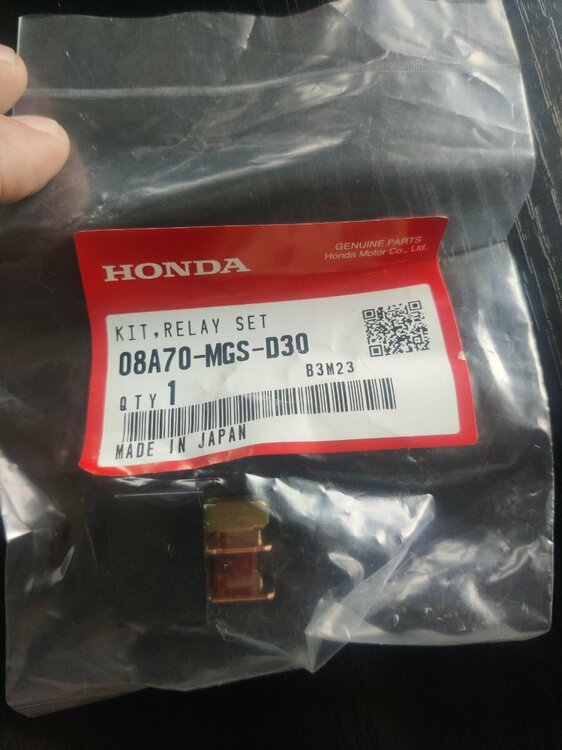 GENUINE PARTS
Honda Motor Co., Ltd.
HONDA
KIT,RELAY SET
08A70-MGS-D30
B3M23
QTY 1
MADE IN JAPAN